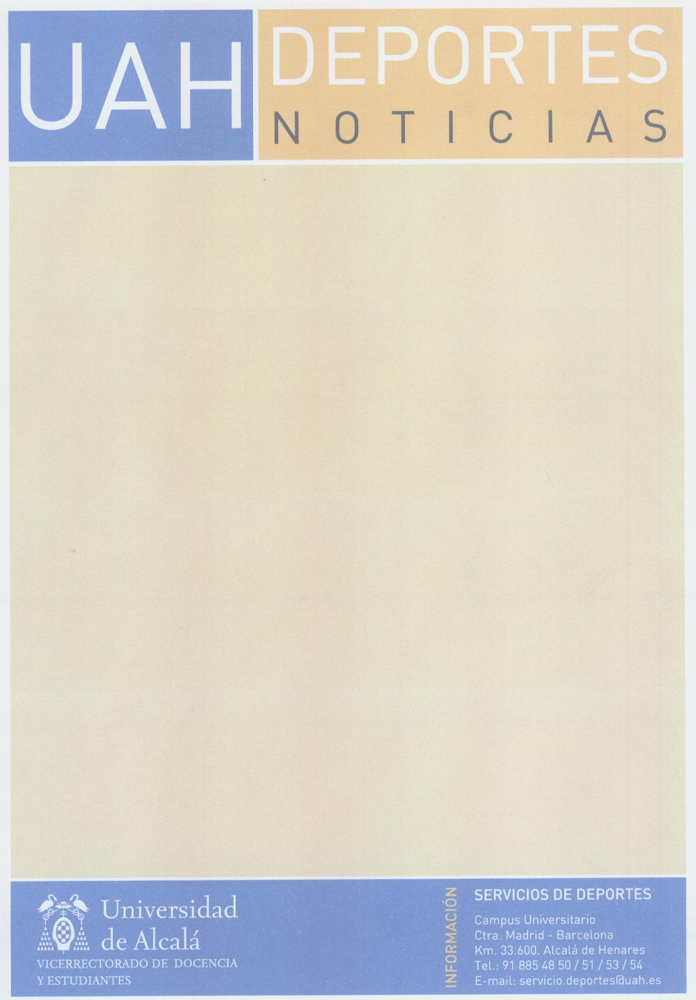 UAH
DEPORTES
NOTICIAS
Universidad
de Alcalá
VICERRECTORADO DE DOCENCIA
Y ESTUDIANTES
INFORMACIÓN
SERVICIOS DE DEPORTES
Campus Universitario
Ctra. Madrid - Barcelona
Km. 33.600. Alcalá de Henares
Tel.: 91 885 48 50 / 51 / 53 / 54
E-mail: servicio.deportes@uah.es